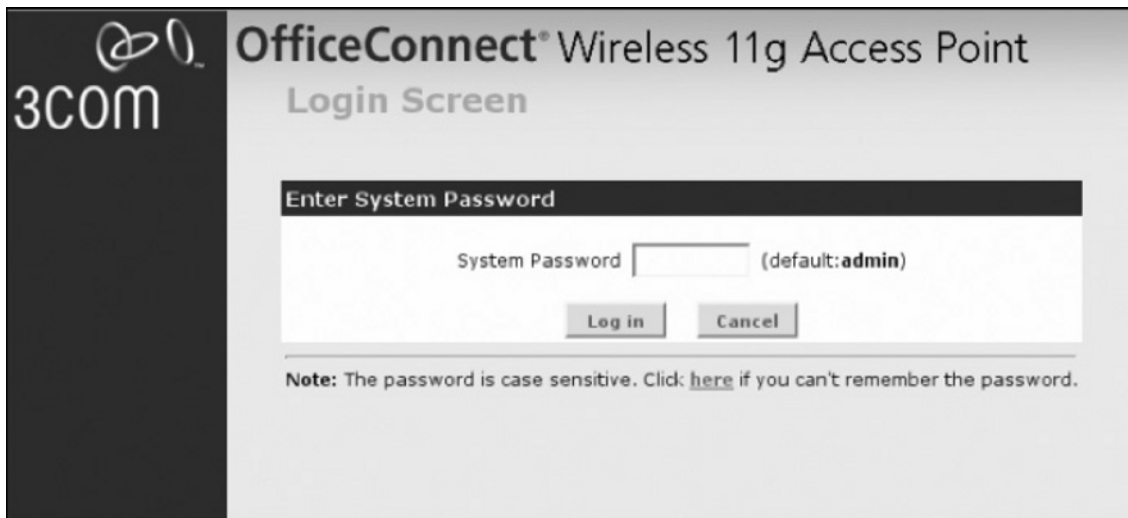 3COM
OfficeConnect® Wireless 11g Access Point
Login Screen
Enter System Password
System Password (default:admin)
Log in Cancel
Note: The password is case sensitive. Click here if you can't remember the password.